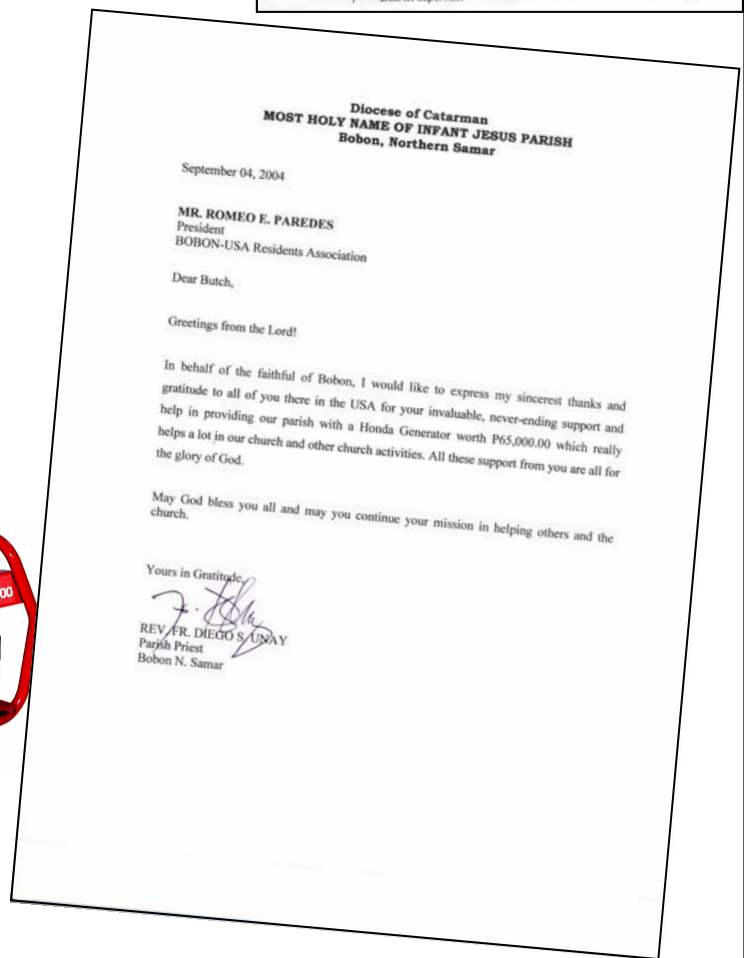 Diocese of Catarman
MOST HOLY NAME OF INFANT JESUS PARISH
Bobon, Northern Samar
September 04, 2004
MR. ROMEO E. PAREDES
President
BOBON-USA Residents Association
Dear Butch,
Greetings from the Lord!
In behalf of the faithful of Bobon, I would like to express my sincerest thanks and
gratitude to all of you there in the USA for your invaluable, never-ending support and
help in providing our parish with a Honda Generator worth P65,000.00 which really
helps a lot in our church and other church activities. All these support from you are all for
the glory of God.
May God bless you all and may you continue your mission in helping others and the
church.
Yours in Gratitude,
REV. FR. DIEGO S. UNAY
Parish Priest
Bobon N. Samar
00